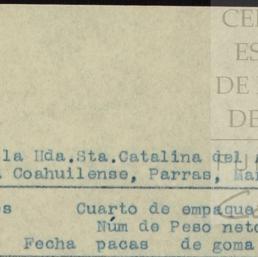 CE
ES
DE
DE
la Hda.Sta.Catalina del A
Coahuilense, Parras, Ma
s Cuarto de empaque
Núm de Peso neto
Fecha pacas de goma